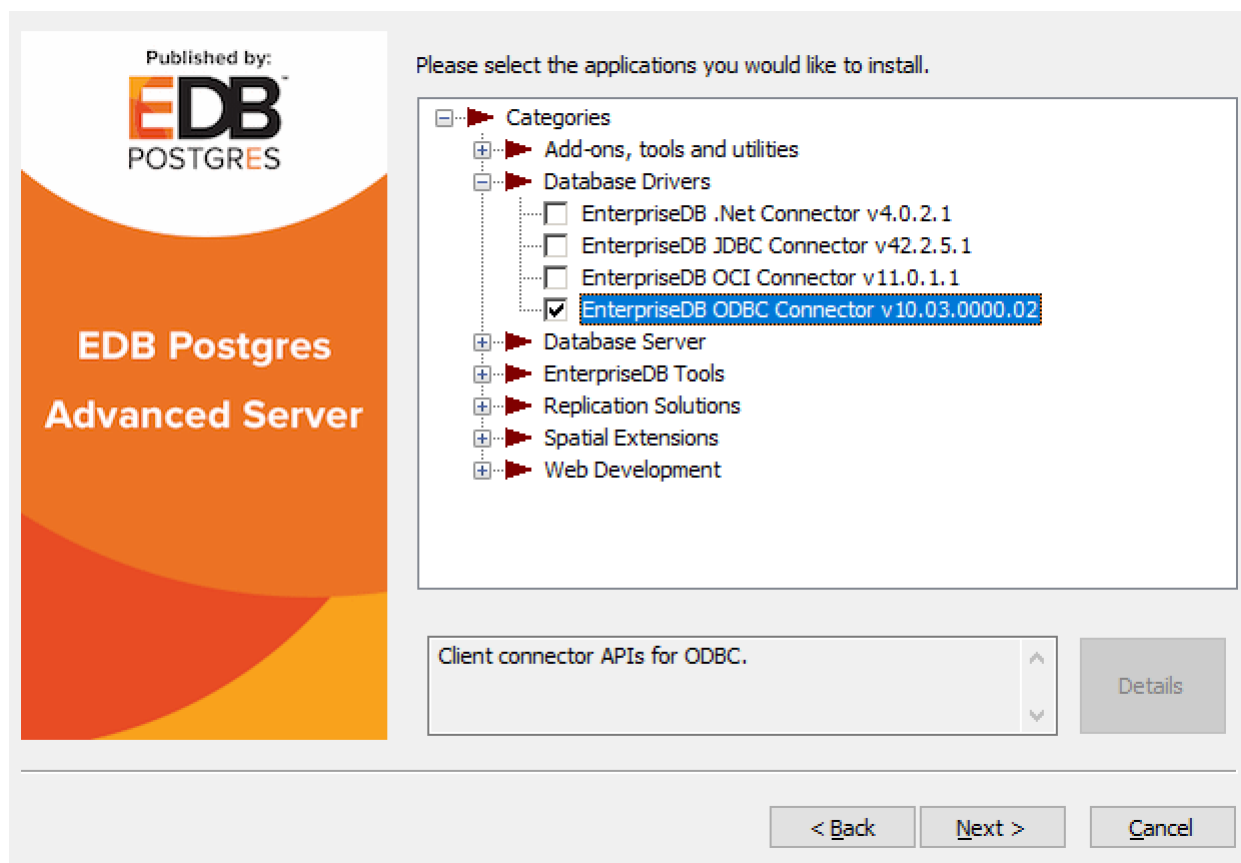 Published by:
EDB™
POSTGRES
EDB Postgres
Advanced Server
Please select the applications you would like to install.
Categories
Add-ons, tools and utilities
Database Drivers
EnterpriseDB .Net Connector v4.0.2.1
EnterpriseDB JDBC Connector v42.2.5.1
EnterpriseDB OCI Connector v11.0.1.1
EnterpriseDB ODBC Connector v10.03.0000.02
Database Server
EnterpriseDB Tools
Replication Solutions
Spatial Extensions
Web Development
Client connector APIs for ODBC.
Details
< Back
Next >
Cancel